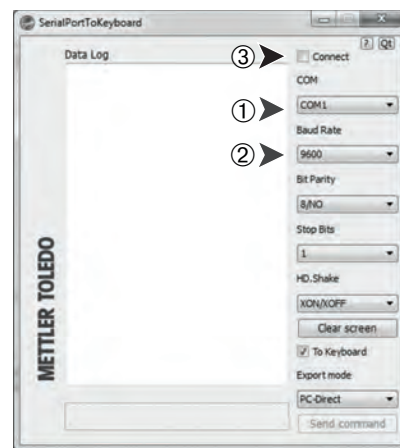 SerialPortToKeyboard
? Qt
Data Log
③ Connect
COM
① COM1
Baud Rate
② 9600
Bit Parity
8/NO
Stop Bits
1
HD.Shake
XON/XOFF
Clear screen
To Keyboard
Export mode
PC-Direct
Send command
METTLER TOLEDO